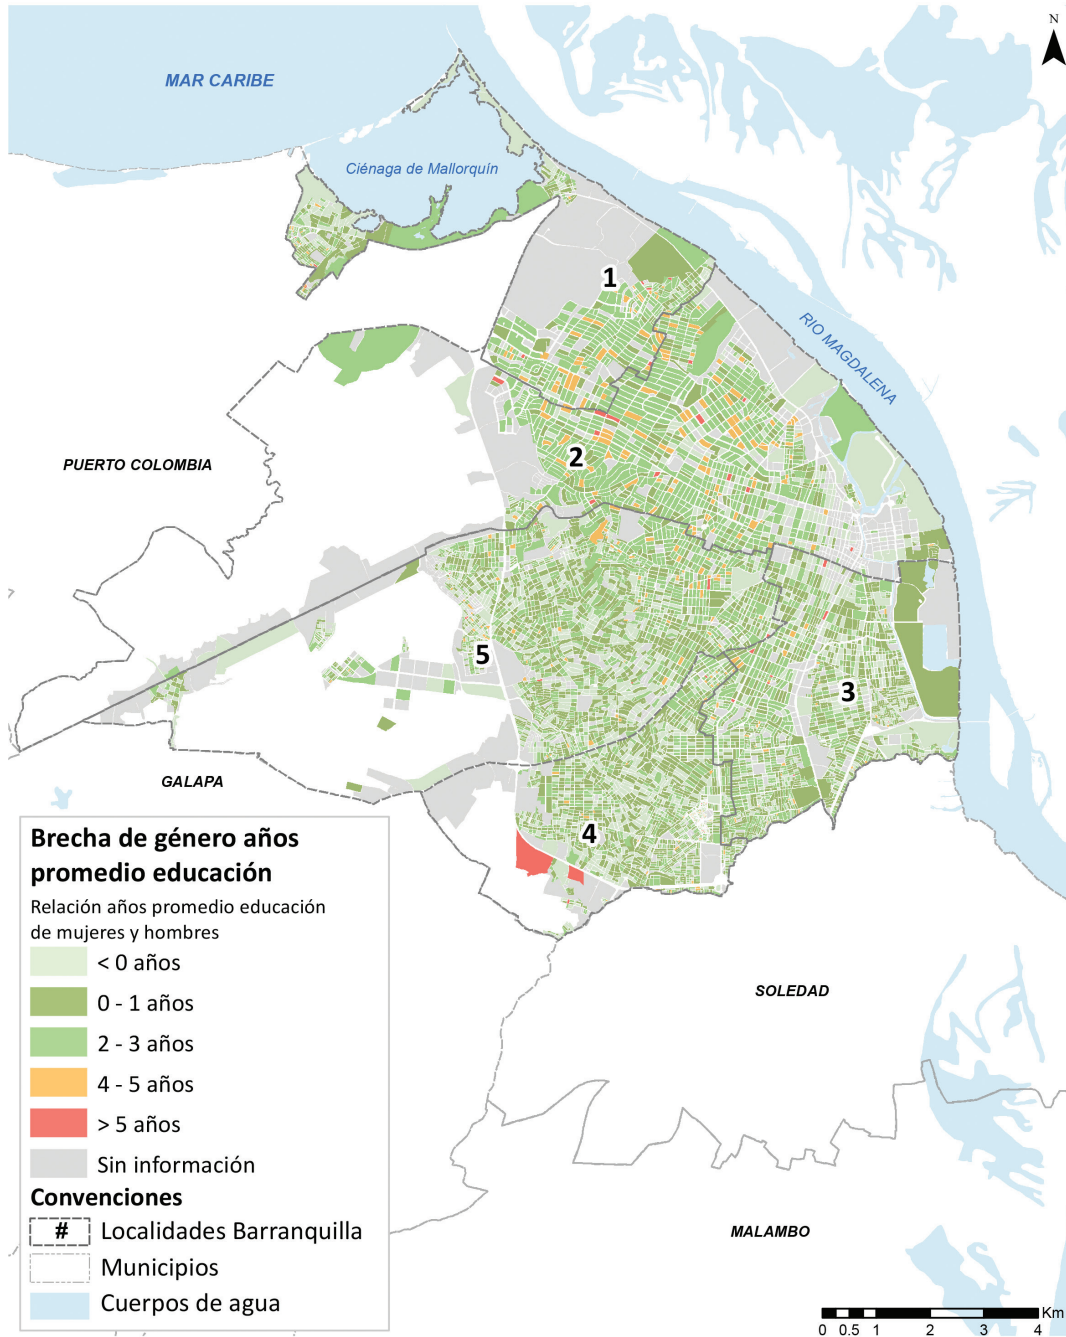 N
MAR CARIBE
Ciénaga de Mallorquín
1
RIO MAGDALENA
2
PUERTO COLOMBIA
5
3
GALAPA
4
Brecha de género años
promedio educación
Relación años promedio educación
de mujeres y hombres
< 0 años
0 - 1 años
2 - 3 años
4 - 5 años
> 5 años
Sin información
Convenciones
# Localidades Barranquilla
Municipios
Cuerpos de agua
SOLEDAD
MALAMBO
Km
0 0.5 1 2 3 4